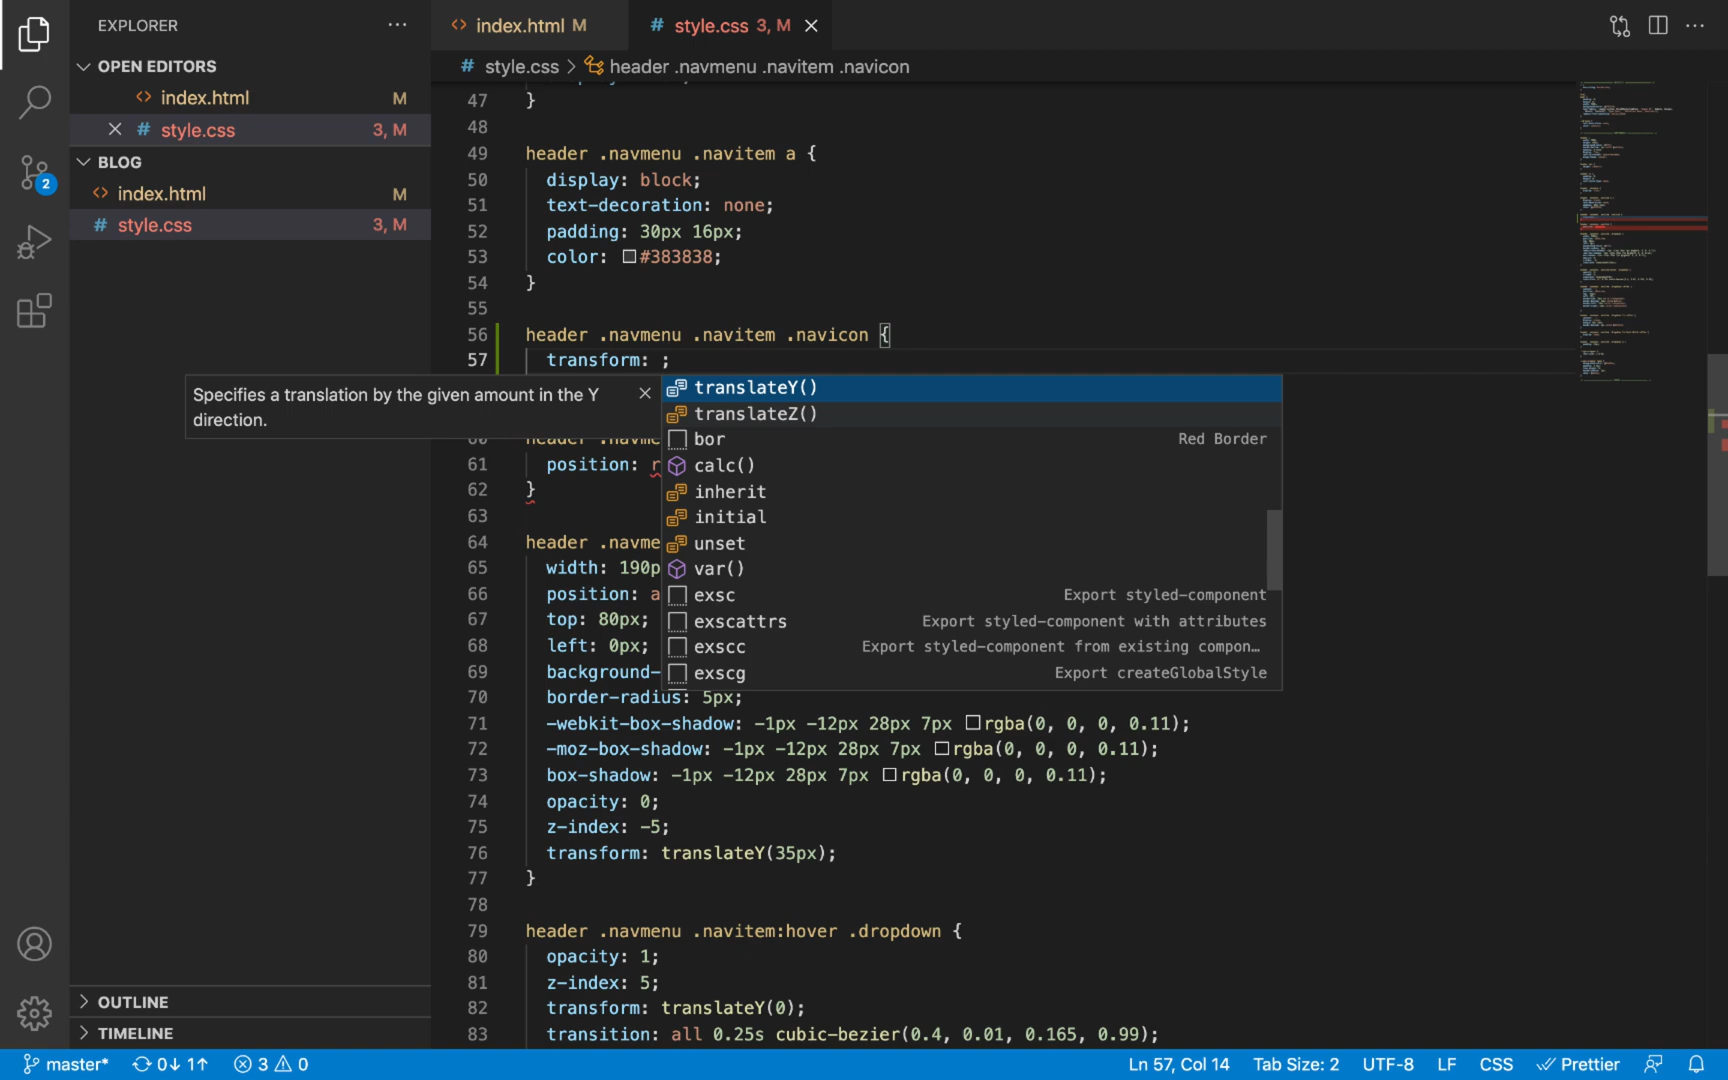 EXPLORER
OPEN EDITORS
index.html M
style.css 3, M
BLOG
index.html M
style.css 3, M
2
OUTLINE
TIMELINE
index.html M
style.css 3, M
style.css > header .navmenu .navitem .navicon
47 }
48
49 header .navmenu .navitem a {
50 display: block;
51 text-decoration: none;
52 padding: 30px 16px;
53 color: #383838;
54 }
55
56 header .navmenu .navitem .navicon {
57 transform: ;
Specifies a translation by the given amount in the Y
direction.
translateY()
translateZ()
bor Red Border
calc()
inherit
initial
unset
var()
exsc Export styled-component
exscattrs Export styled-component with attributes
exscc Export styled-component from existing compon…
exscg Export createGlobalStyle
61 position: r
62 }
63
64 header .navme
65 width: 190p
66 position: a
67 top: 80px;
68 left: 0px;
69 background-
70 border-radius: 5px;
71 -webkit-box-shadow: -1px -12px 28px 7px rgba(0, 0, 0, 0.11);
72 -moz-box-shadow: -1px -12px 28px 7px rgba(0, 0, 0, 0.11);
73 box-shadow: -1px -12px 28px 7px rgba(0, 0, 0, 0.11);
74 opacity: 0;
75 z-index: -5;
76 transform: translateY(35px);
77 }
78
79 header .navmenu .navitem:hover .dropdown {
80 opacity: 1;
81 z-index: 5;
82 transform: translateY(0);
83 transition: all 0.25s cubic-bezier(0.4, 0.01, 0.165, 0.99);
master* 0↓ 1↑ 3 0 Ln 57, Col 14 Tab Size: 2 UTF-8 LF CSS Prettier